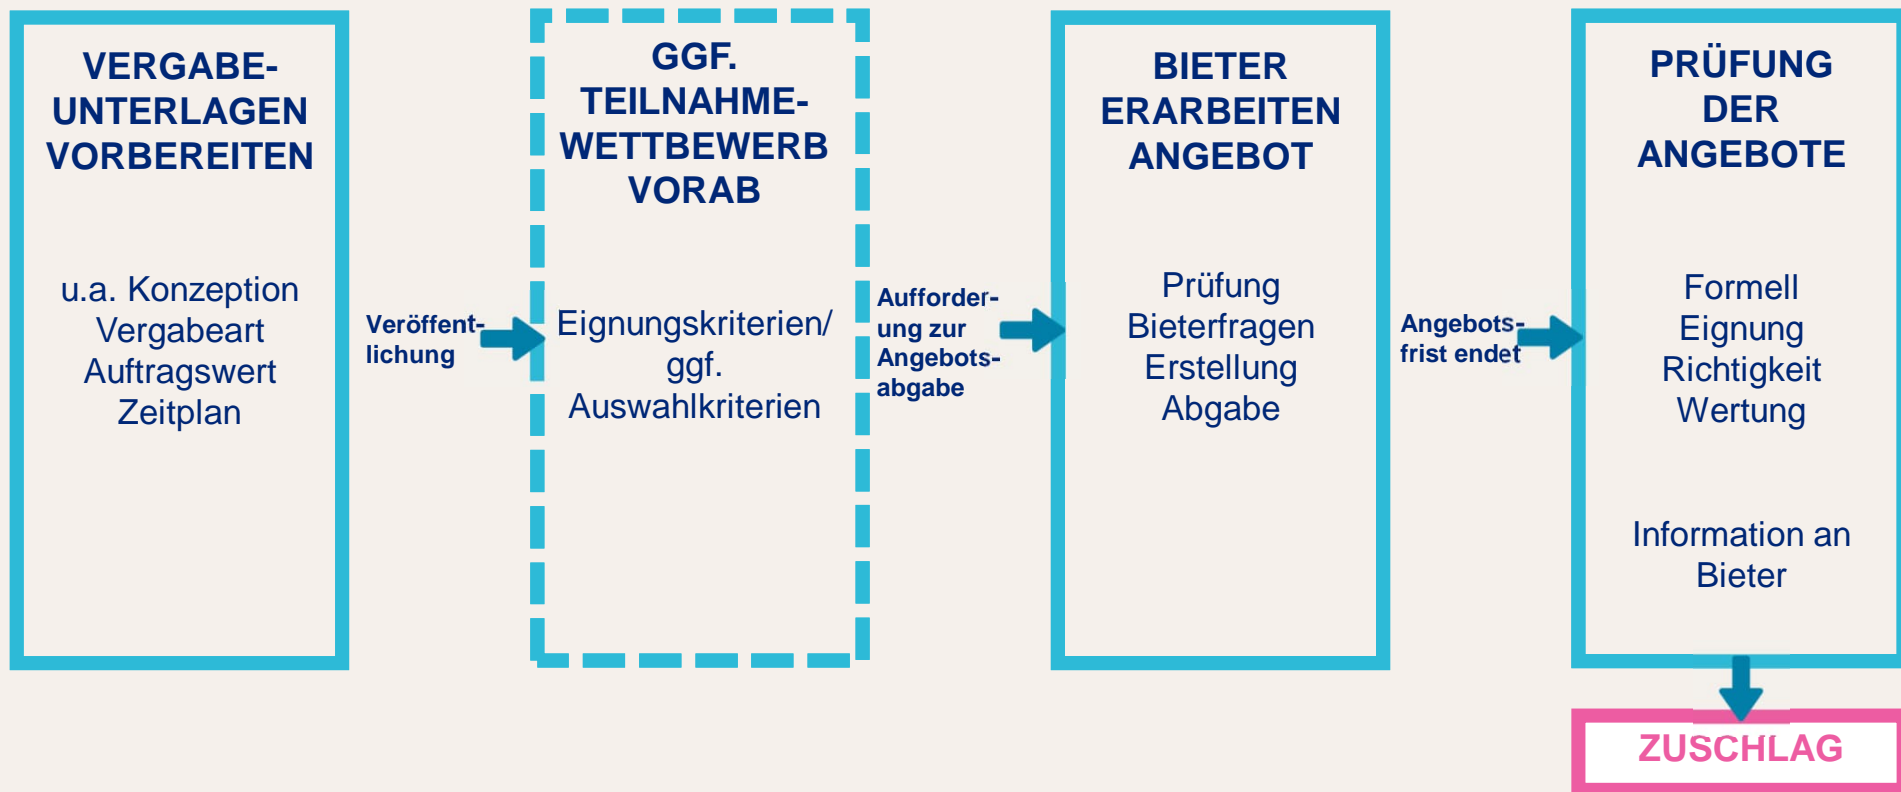 VERGABE-
UNTERLAGEN
VORBEREITEN
u.a. Konzeption
Vergabeart
Auftragswert
Zeitplan
Veröffent-
lichung
GGF.
TEILNAHME-
WETTBEWERB
VORAB
Eignungskriterien/
ggf.
Auswahlkriterien
Aufforder-
ung zur
Angebots-
abgabe
BIETER
ERARBEITEN
ANGEBOT
Prüfung
Bieterfragen
Erstellung
Abgabe
Angebots-
frist endet
PRÜFUNG
DER
ANGEBOTE
Formell
Eignung
Richtigkeit
Wertung
Information an
Bieter
ZUSCHLAG